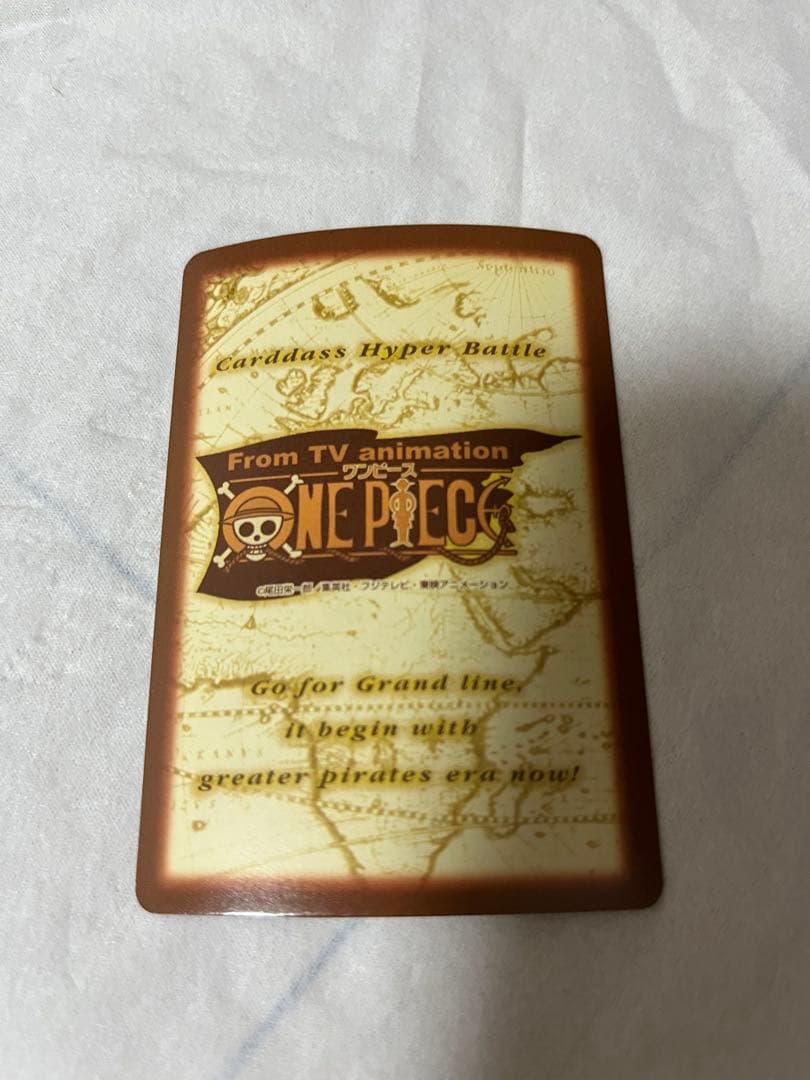 Septentrio
Carddass Hyper Battle
From TV animation
ワンピース
ONE PIECE
©尾田栄一郎・集英社・フジテレビ・東映アニメーション
Go for Grand line,
it begin with
greater pirates era now!